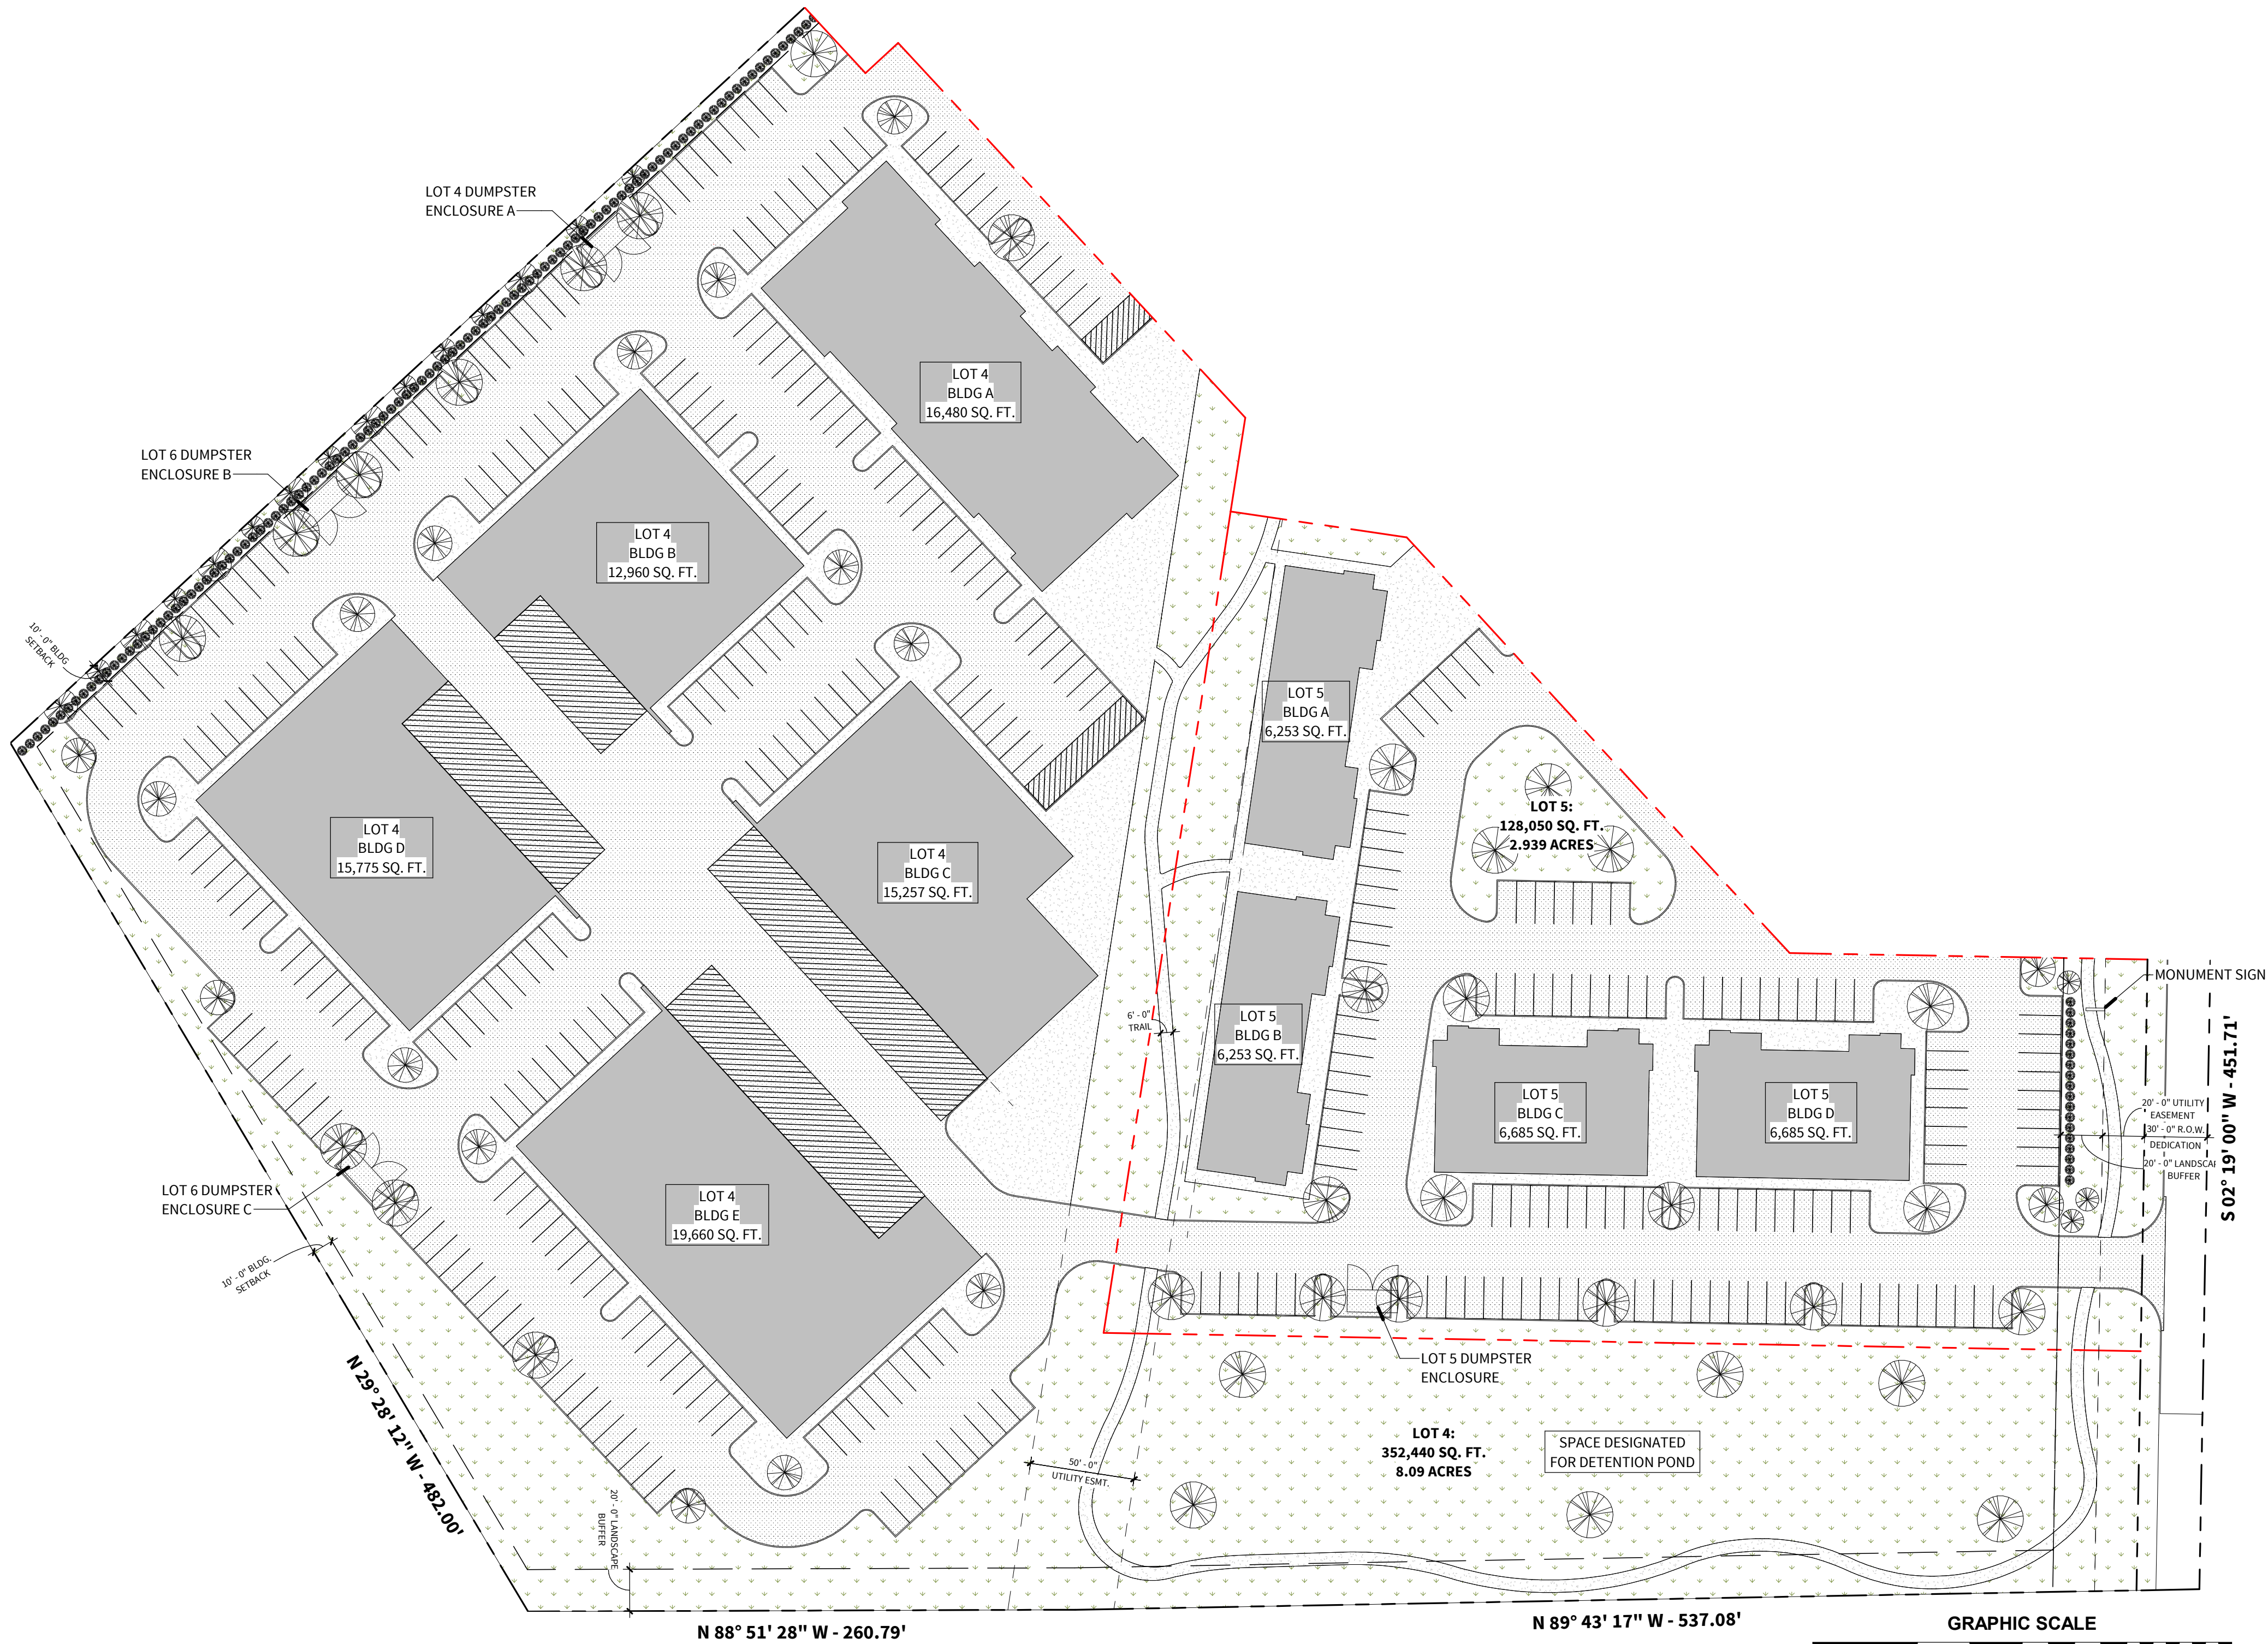 LOT 4 DUMPSTER
ENCLOSURE A
LOT 6 DUMPSTER
ENCLOSURE B
10' - 0" BLDG
SETBACK
LOT 4
BLDG A
16,480 SQ. FT.
LOT 4
BLDG B
12,960 SQ. FT.
LOT 4
BLDG D
15,775 SQ. FT.
LOT 4
BLDG C
15,257 SQ. FT.
LOT 5
BLDG A
6,253 SQ. FT.
LOT 5:
128,050 SQ. FT.
2.939 ACRES
MONUMENT SIGN
6' - 0"
TRAIL
LOT 5
BLDG B
6,253 SQ. FT.
LOT 5
BLDG C
6,685 SQ. FT.
LOT 5
BLDG D
6,685 SQ. FT.
20' - 0" UTILITY
EASEMENT
30' - 0" R.O.W.
DEDICATION
20' - 0" LANDSCAP
BUFFER
S 02° 19' 00" W - 451.71'
LOT 6 DUMPSTER
ENCLOSURE C
10' - 0" BLDG.
SETBACK
LOT 4
BLDG E
19,660 SQ. FT.
LOT 5 DUMPSTER
ENCLOSURE
N 29° 28' 12" W - 482.00'
LOT 4:
352,440 SQ. FT.
8.09 ACRES
SPACE DESIGNATED
FOR DETENTION POND
50' - 0"
UTILITY ESMT.
20' - 0" LANDSCAPE
BUFFER
N 88° 51' 28" W - 260.79'
N 89° 43' 17" W - 537.08'
GRAPHIC SCALE